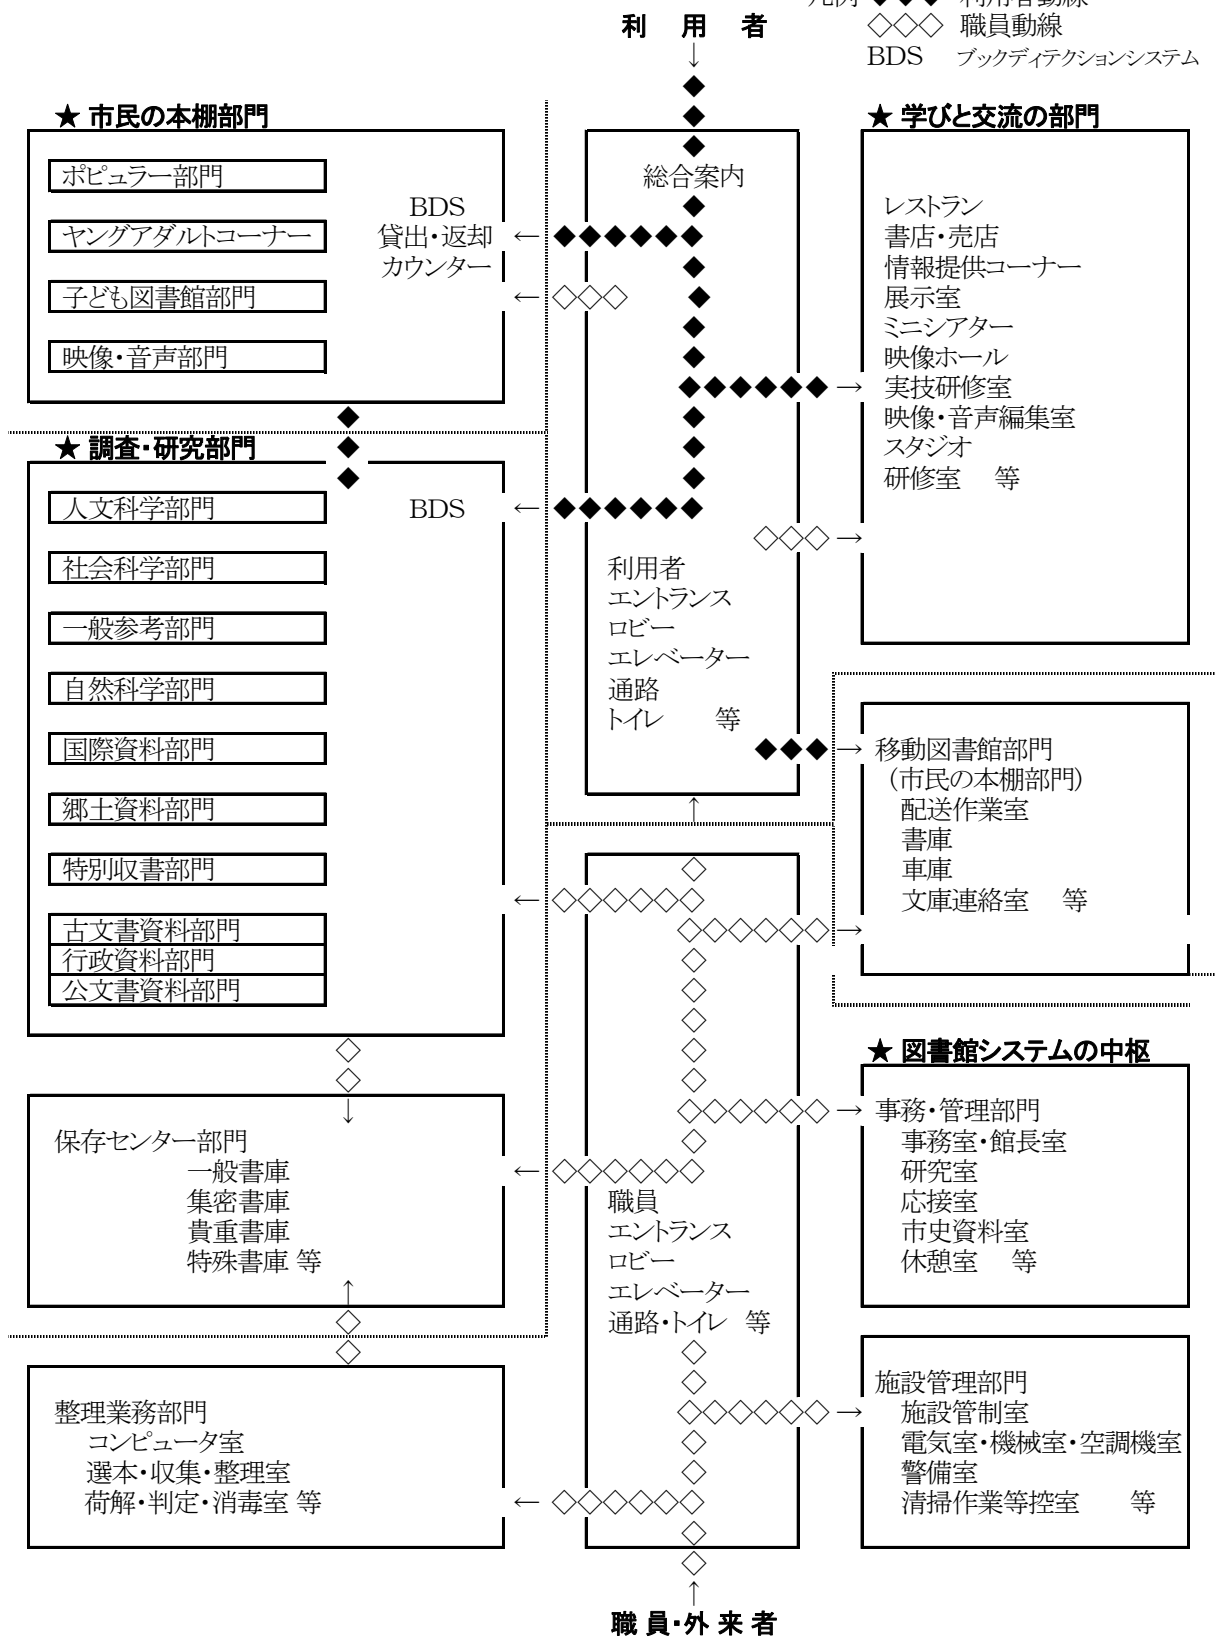 利 用 者
◇◇◇ 職員動線
BDS ブックディテクションシステム
★ 市民の本棚部門
ポピュラー部門
ヤングアダルトコーナー
子ども図書館部門
映像・音声部門
BDS
貸出・返却
カウンター
総合案内
★ 学びと交流の部門
レストラン
書店・売店
情報提供コーナー
展示室
ミニシアター
映像ホール
実技研修室
映像・音声編集室
スタジオ
研修室 等
★ 調査・研究部門
人文科学部門
社会科学部門
一般参考部門
自然科学部門
国際資料部門
郷土資料部門
特別収書部門
古文書資料部門
行政資料部門
公文書資料部門
BDS
利用者
エントランス
ロビー
エレベーター
通路
トイレ 等
移動図書館部門
（市民の本棚部門）
配送作業室
書庫
車庫
文庫連絡室 等
★ 図書館システムの中枢
事務・管理部門
事務室・館長室
研究室
応接室
市史資料室
休憩室 等
保存センター部門
一般書庫
集密書庫
貴重書庫
特殊書庫 等
職員
エントランス
ロビー
エレベーター
通路・トイレ 等
整理業務部門
コンピュータ室
選本・収集・整理室
荷解・判定・消毒室 等
施設管理部門
施設管制室
電気室・機械室・空調機室
警備室
清掃作業等控室 等
職 員・外 来 者